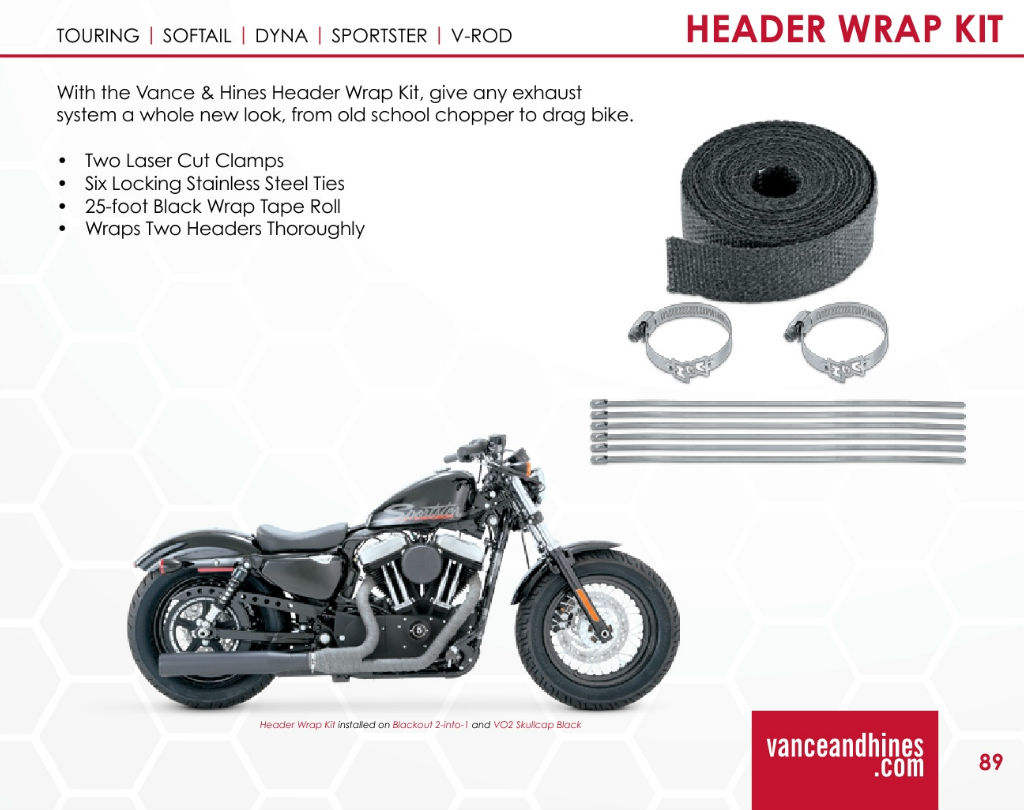 TOURING | SOFTAIL | DYNA | SPORTSTER | V-ROD
HEADER WRAP KIT
With the Vance & Hines Header Wrap Kit, give any exhaust
system a whole new look, from old school chopper to drag bike.
• Two Laser Cut Clamps
• Six Locking Stainless Steel Ties
• 25-foot Black Wrap Tape Roll
• Wraps Two Headers Thoroughly
Sportster
Header Wrap Kit installed on Blackout 2-into-1 and VO2 Skullcap Black
vanceandhines
.com
89